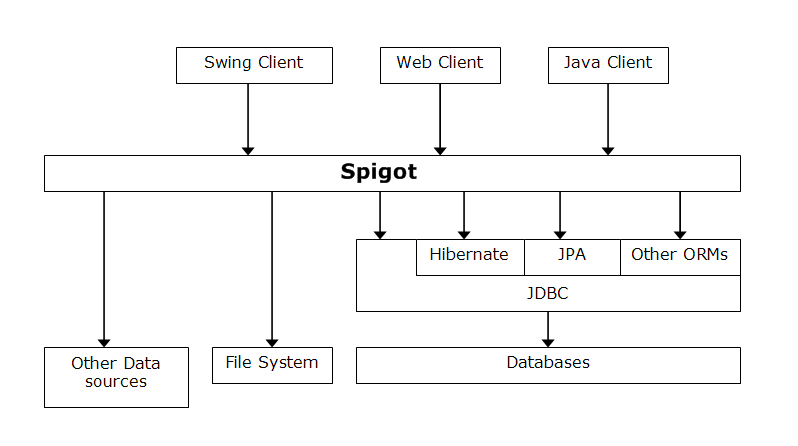 Swing Client
Web Client
Java Client
Spigot
Hibernate
JPA
Other ORMs
JDBC
Other Data
sources
File System
Databases